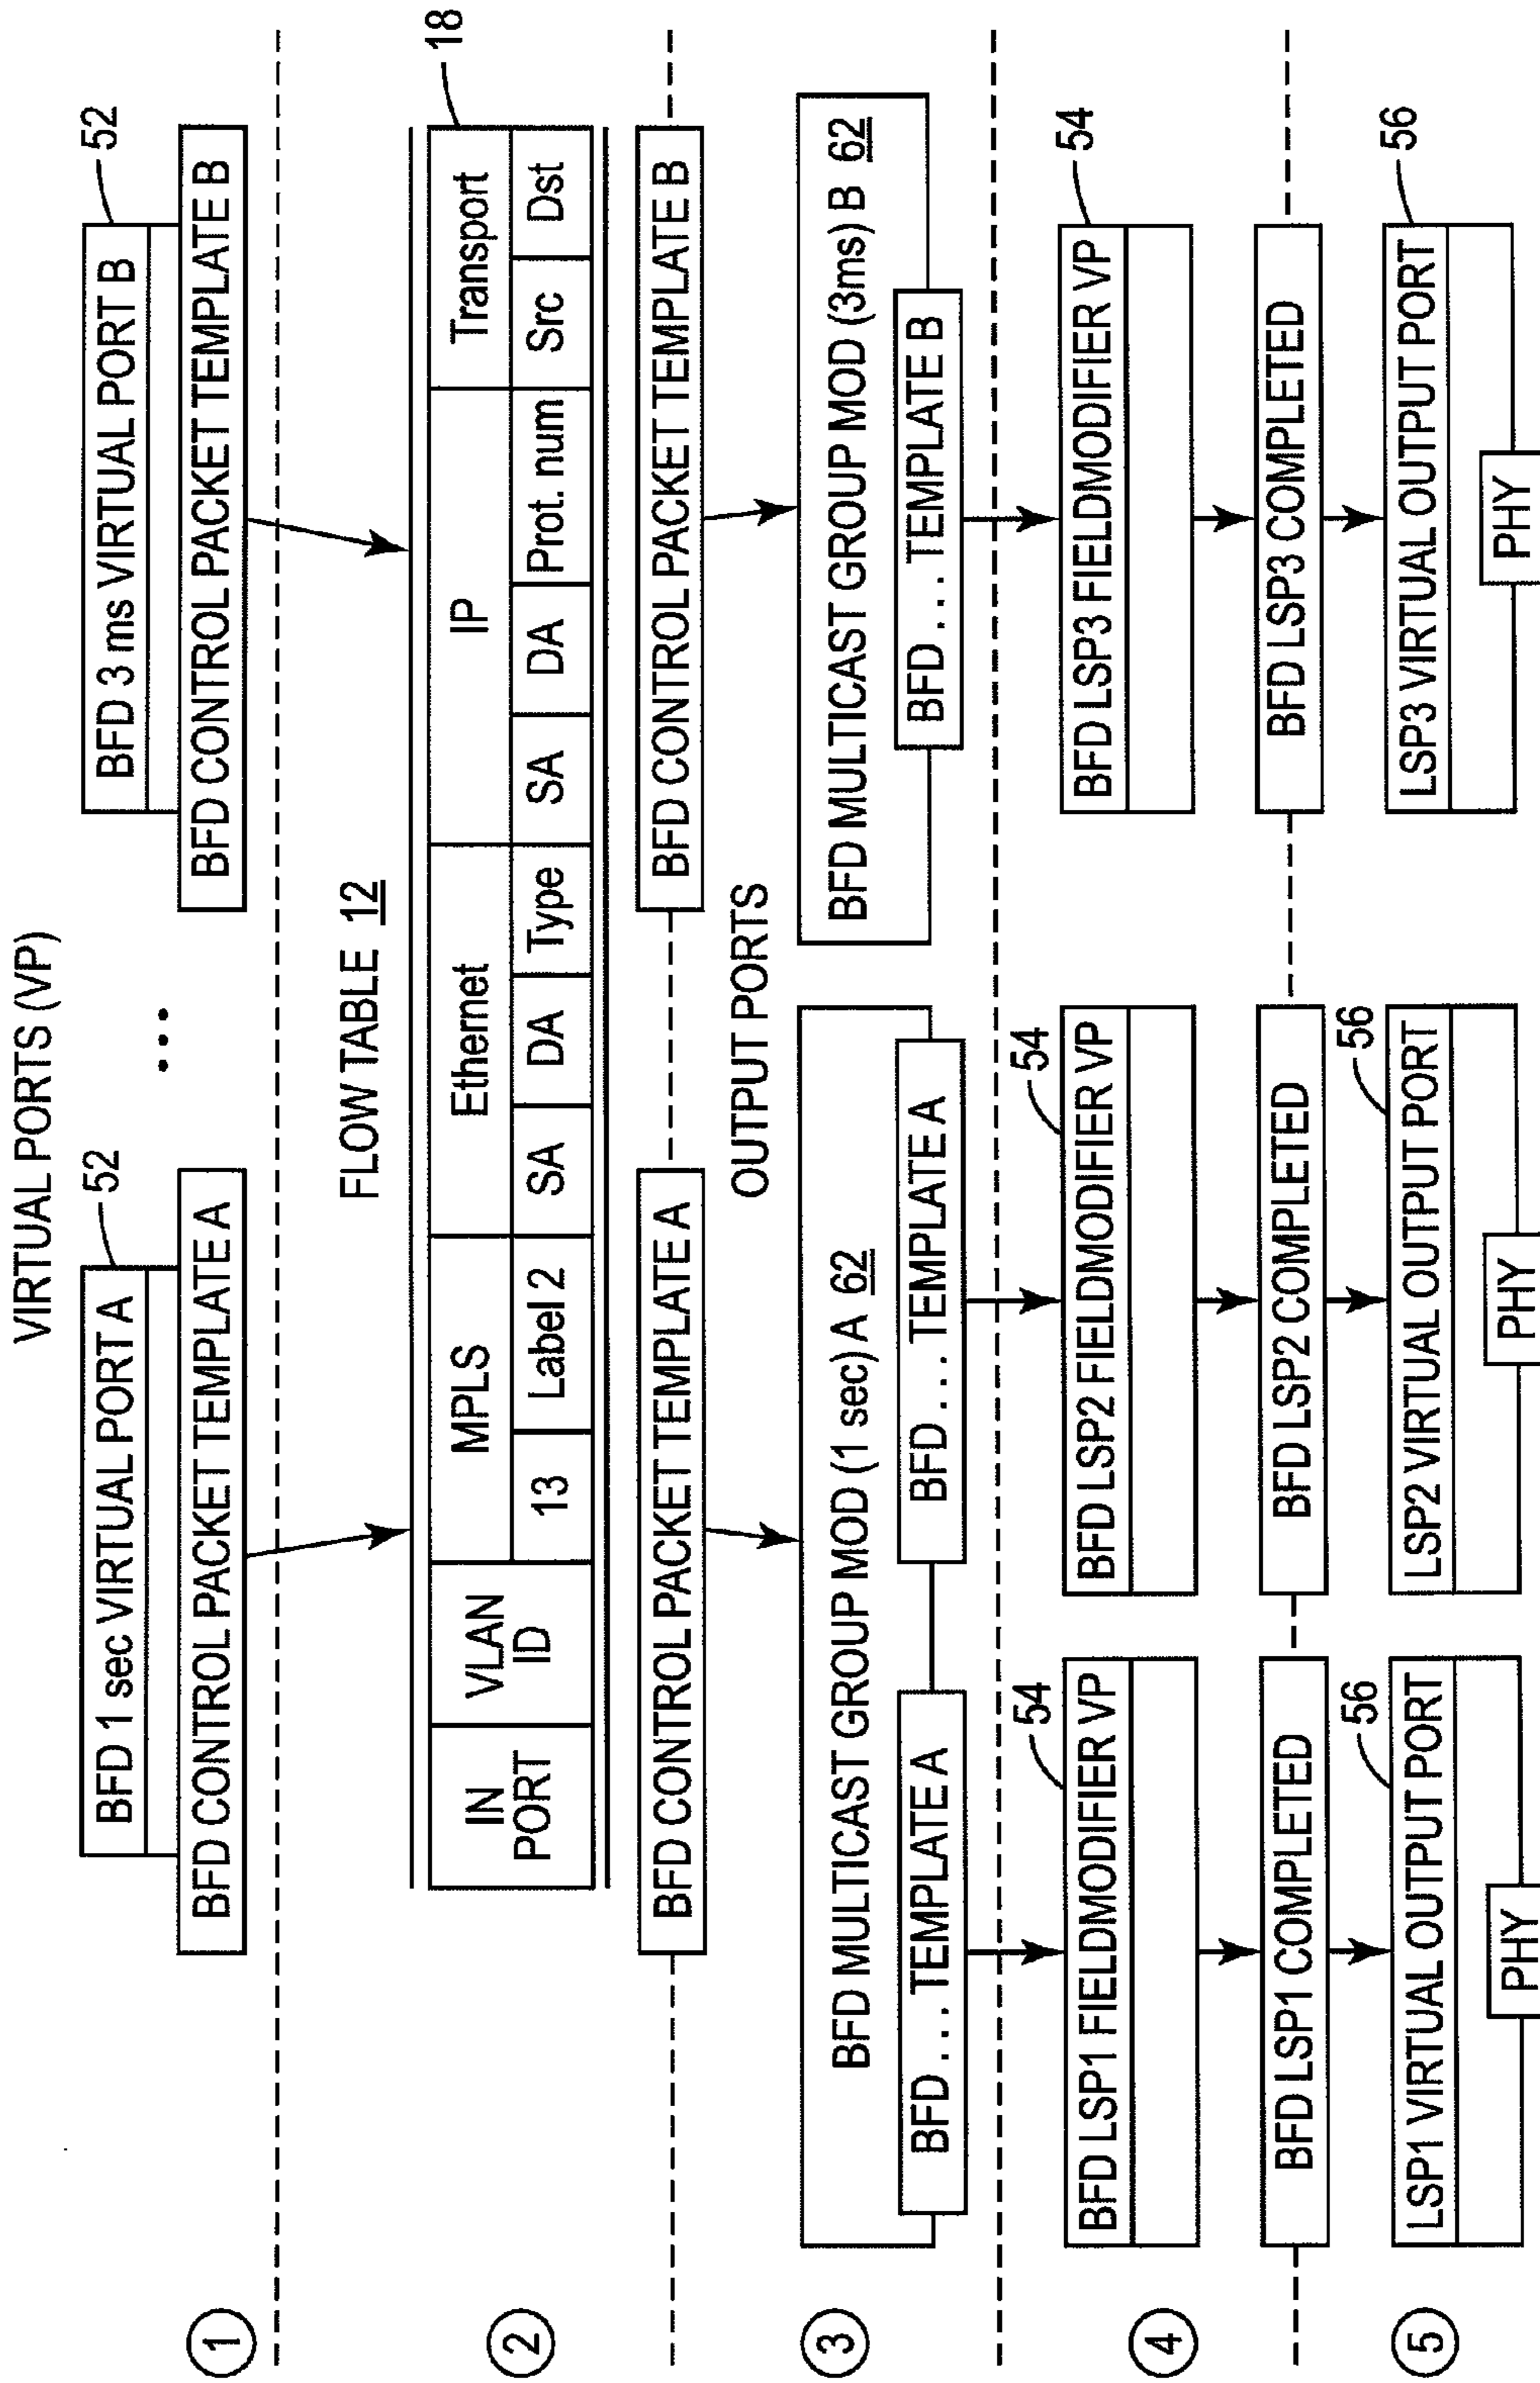 VIRTUAL PORTS (VP)
BFD 1 sec VIRTUAL PORT A
52
BFD CONTROL PACKET TEMPLATE A
...
BFD 3 ms VIRTUAL PORT B
52
BFD CONTROL PACKET TEMPLATE B
1
FLOW TABLE 12
18
IN PORT
VLAN ID
MPLS
Ethernet
IP
Transport
13
Label 2
SA
DA
Type
SA
DA
Prot. num
Src
Dst
2
BFD CONTROL PACKET TEMPLATE A
BFD CONTROL PACKET TEMPLATE B
OUTPUT PORTS
BFD MULTICAST GROUP MOD (1 sec) A 62
BFD MULTICAST GROUP MOD (3ms) B 62
BFD . . . TEMPLATE A
BFD . . . TEMPLATE A
BFD . . . TEMPLATE B
3
54
54
54
BFD LSP1 FIELDMODIFIER VP
BFD LSP2 FIELDMODIFIER VP
BFD LSP3 FIELDMODIFIER VP
4
BFD LSP1 COMPLETED
BFD LSP2 COMPLETED
BFD LSP3 COMPLETED
56
56
56
LSP1 VIRTUAL OUTPUT PORT
LSP2 VIRTUAL OUTPUT PORT
LSP3 VIRTUAL OUTPUT PORT
5
PHY
PHY
PHY